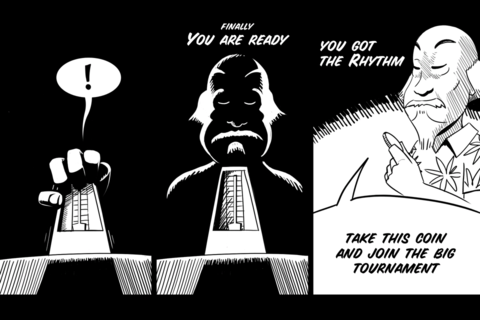 !
FINALLY
YOU ARE READY
YOU GOT
THE RHYTHM
TAKE THIS COIN
AND JOIN THE BIG
TOURNAMENT